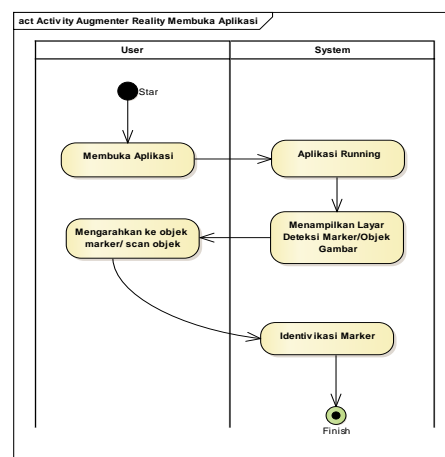 act Activity Augmenter Reality Membuka Aplikasi
User
System
Star
Membuka Aplikasi
Aplikasi Running
Mengarahkan ke objek
marker/ scan objek
Menampilkan Layar
Deteksi Marker/Objek
Gambar
Identivikasi Marker
Finish